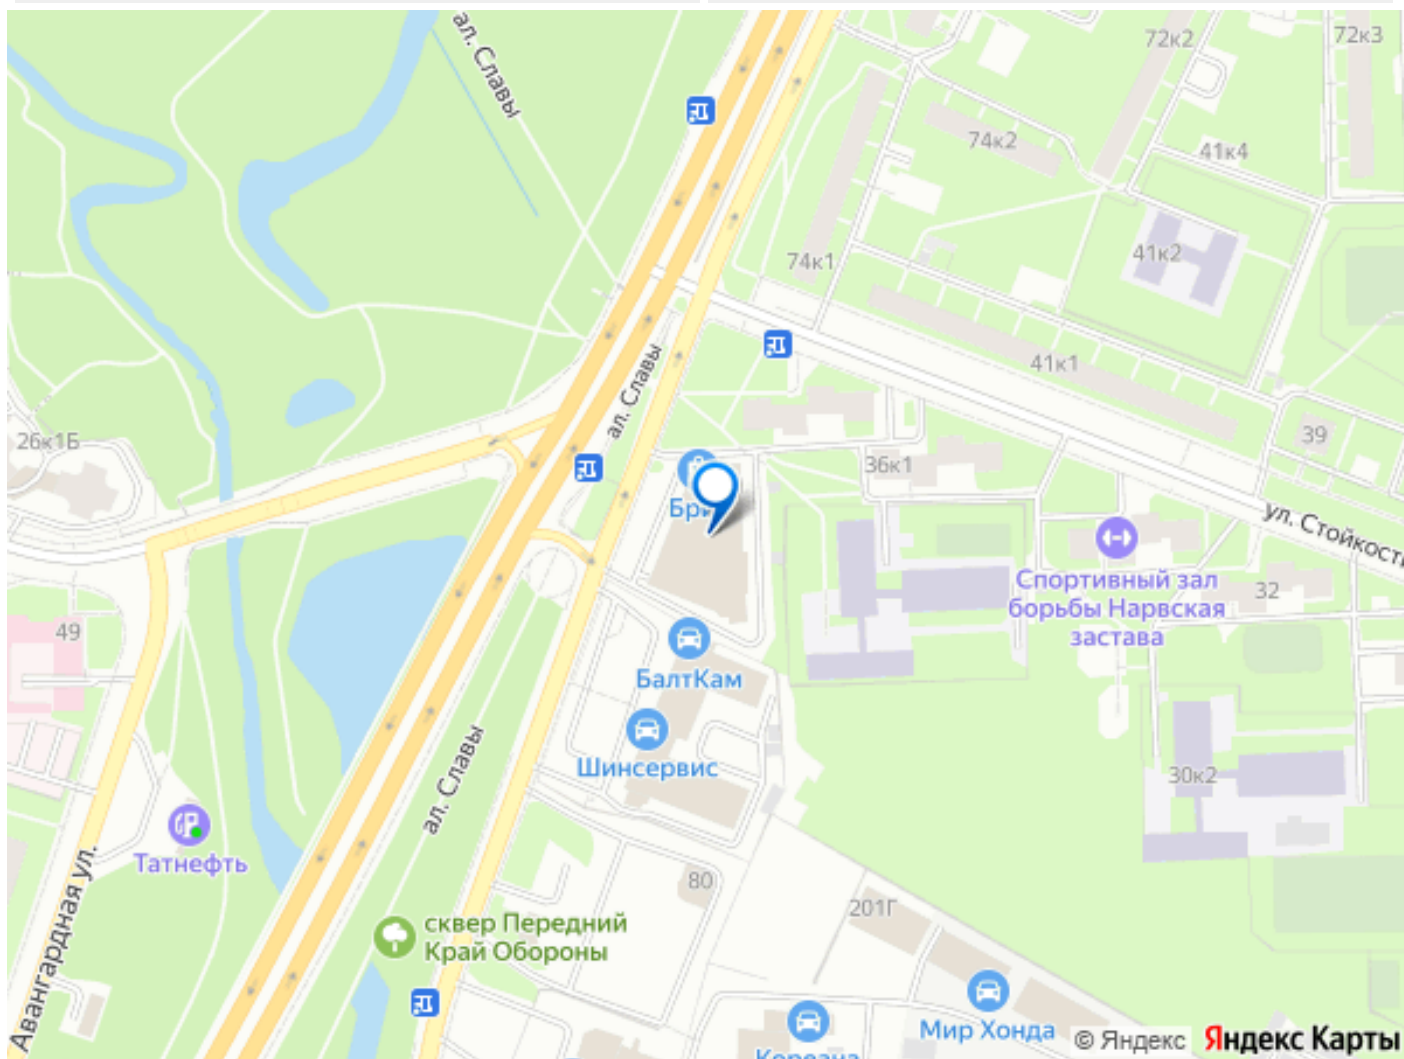 ал. Славы
72к2
72к3
74к2
41к4
74к1
41к2
ал. Славы
41к1
26к1Б
39
36к1
ул. Стойкости
Спортивный зал
борьбы Нарвская
застава
32
49
БалтКам
ал. Славы
Шинсервис
30к2
Татнефть
80
201Г
Авангардная ул.
сквер Передний
Край Обороны
Мир Хонда
© Яндекс
Яндекс Карты